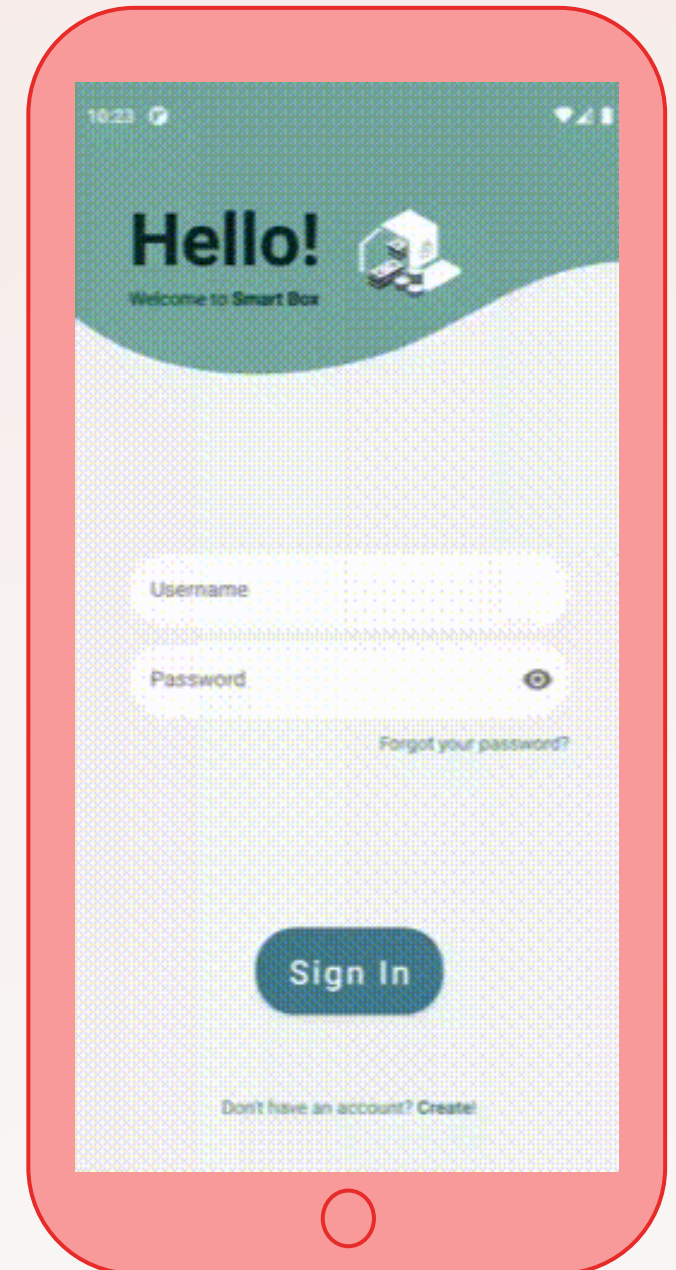 10:23
Hello!
Welcome to Smart Box
Username
Password
Forgot your password?
Sign In
Don't have an account? Create!